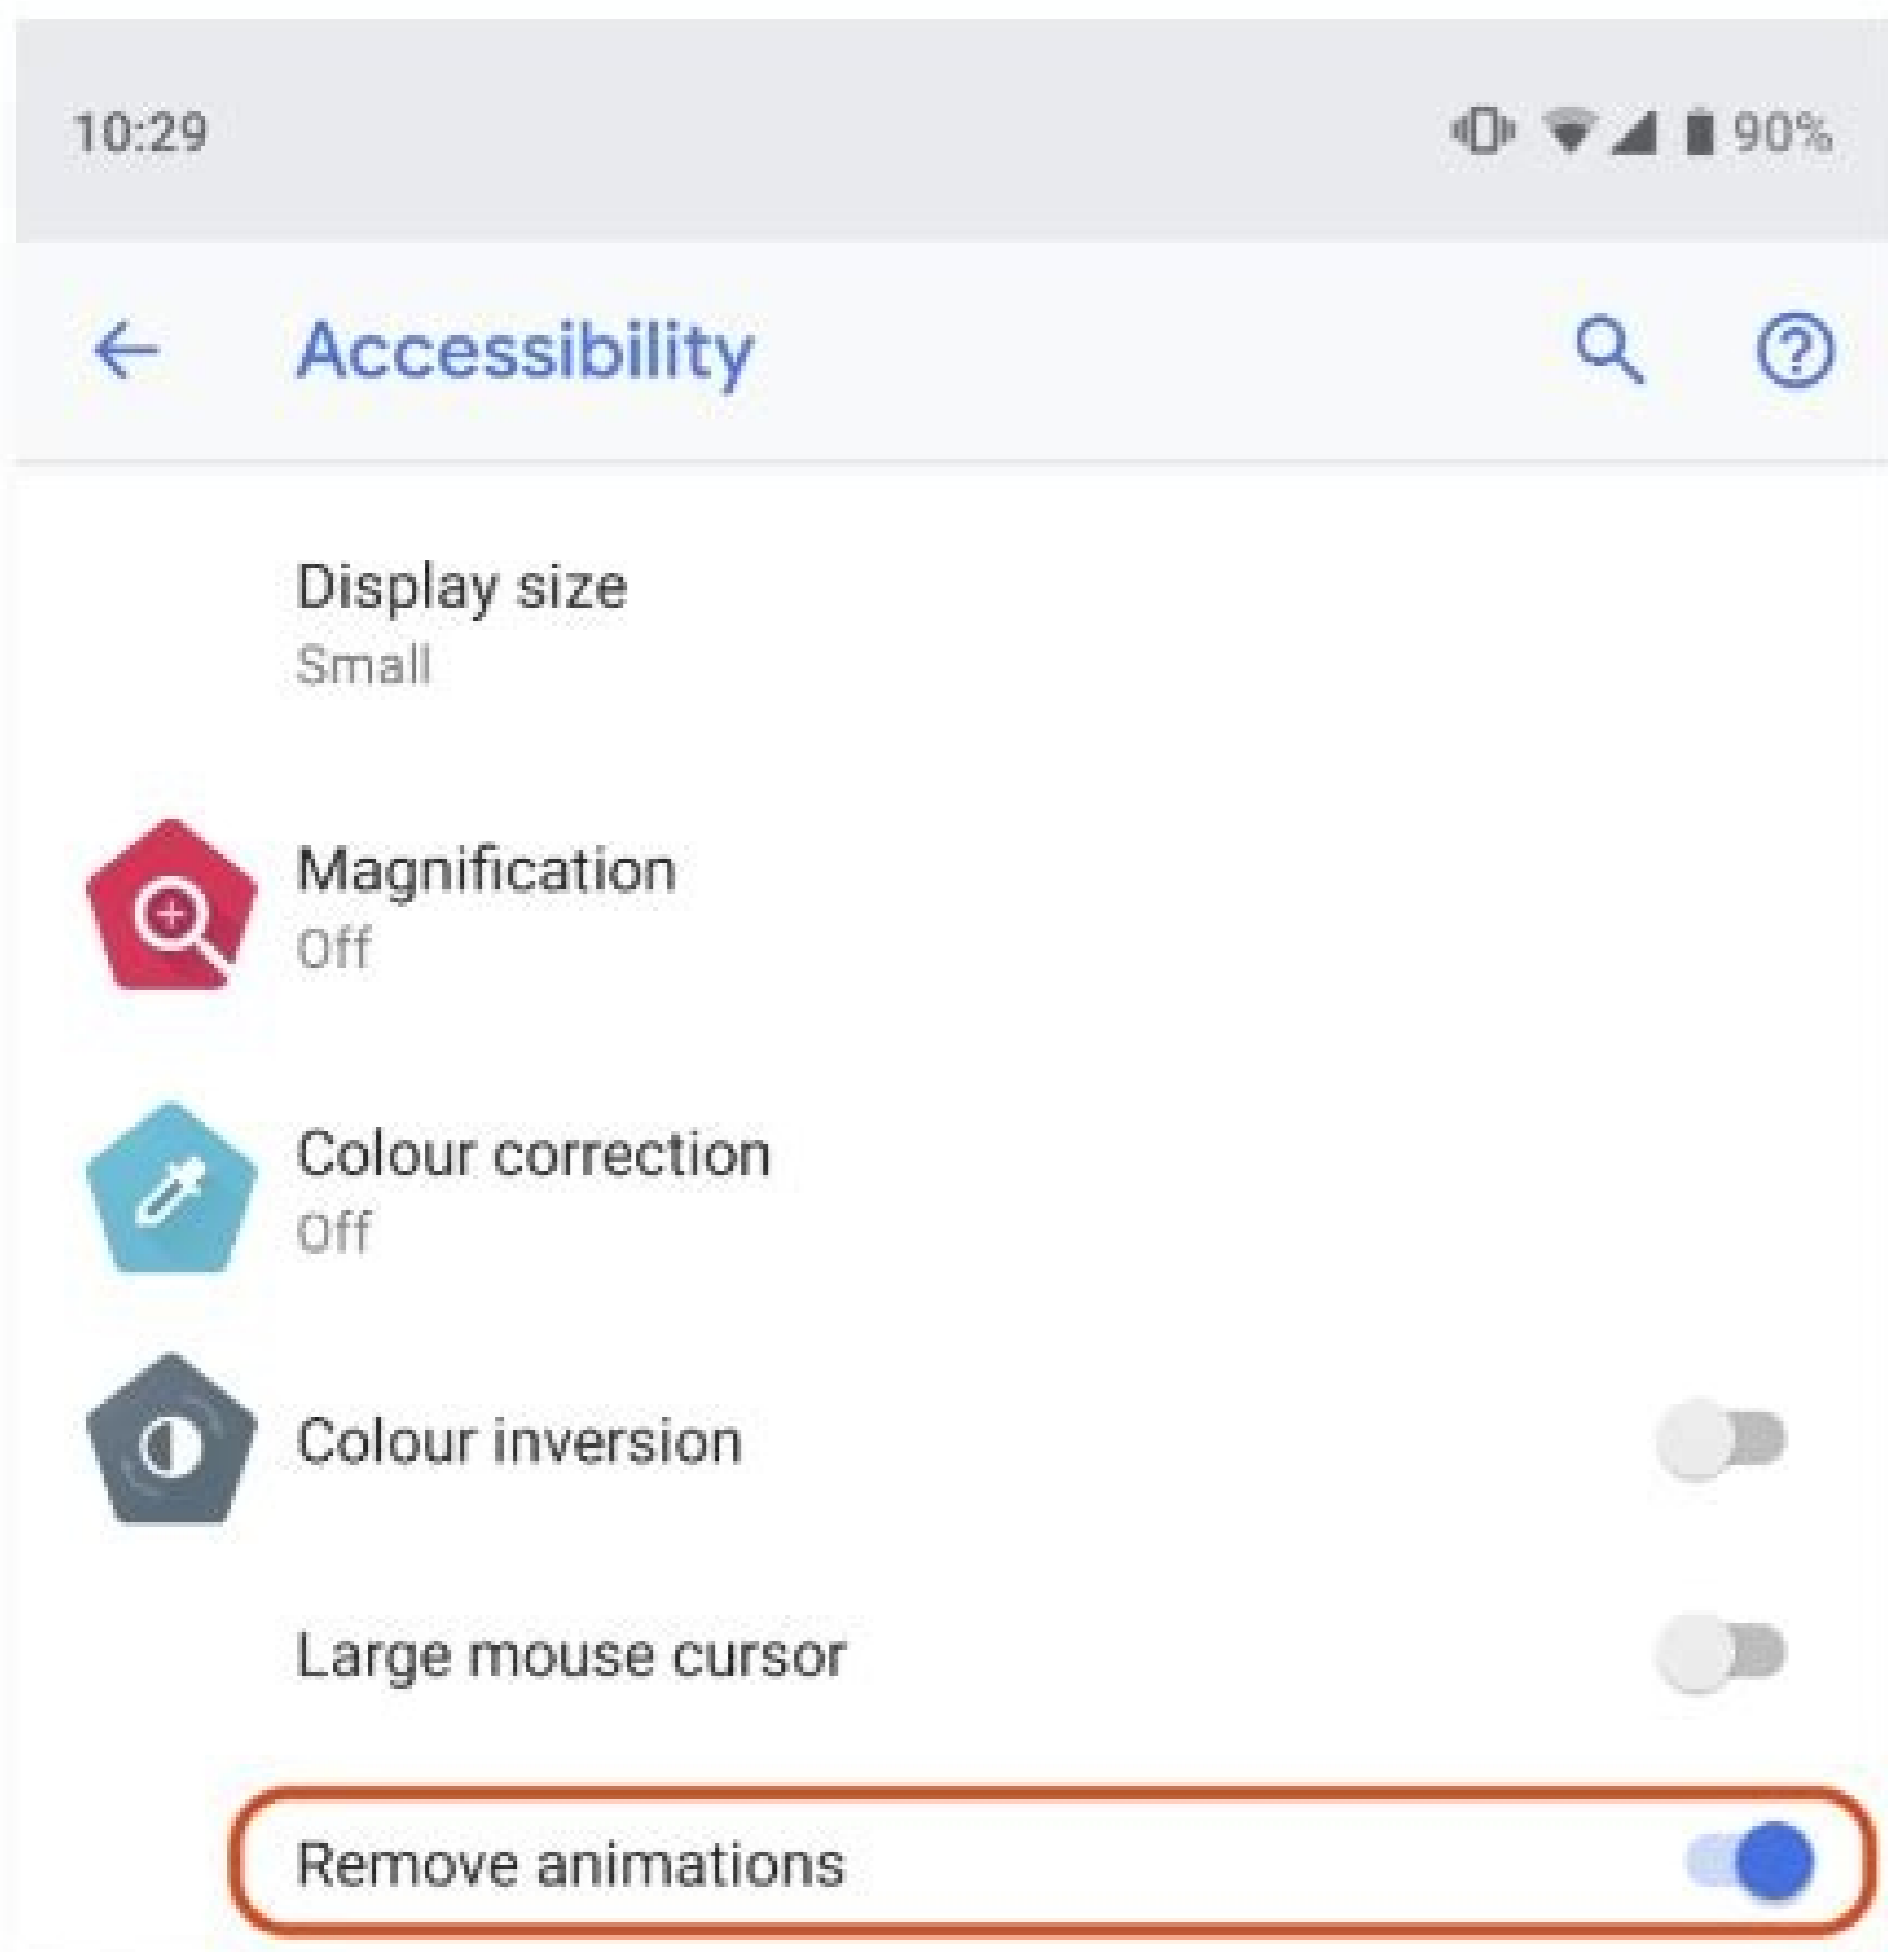 10:29 90%
Accessibility
Display size
Small
Magnification
Off
Colour correction
Off
Colour inversion
Large mouse cursor
Remove animations